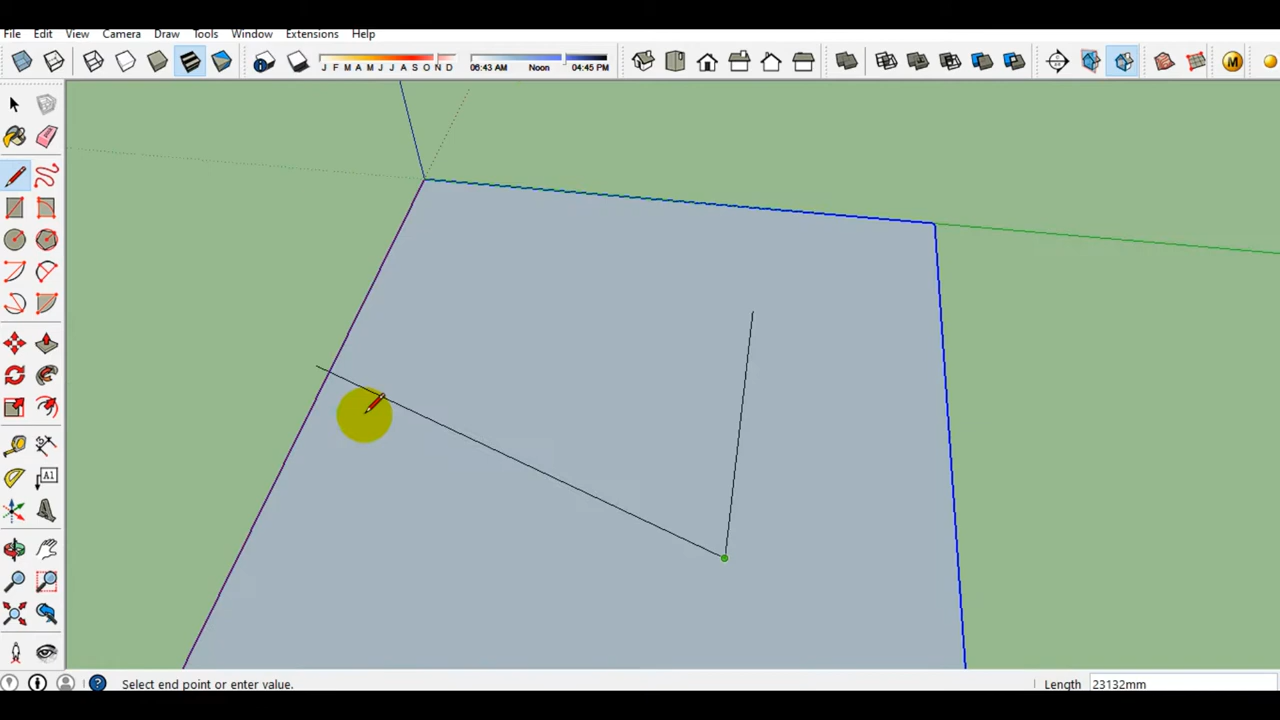 File Edit View Camera Draw Tools Window Extensions Help
J F M A M J J A S O N D 06:43 AM Noon 04:45 PM
M
A1
Select end point or enter value. Length 23132mm